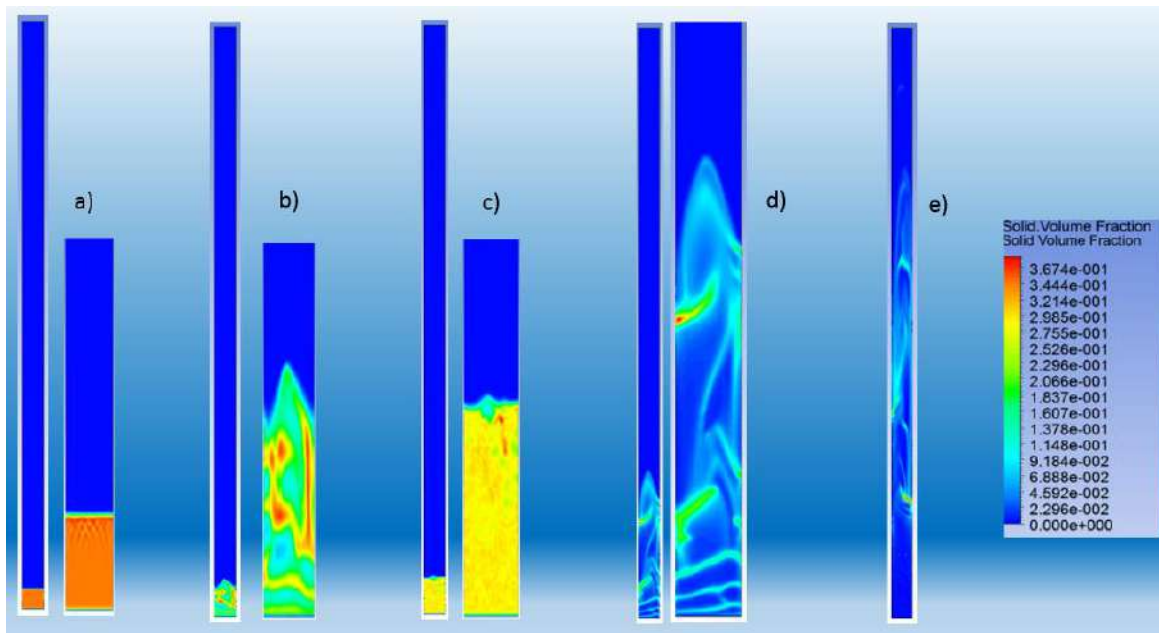 a)
b)
c)
d)
e)
Solid.Volume Fraction
Solid Volume Fraction
3.674e-001
3.444e-001
3.214e-001
2.985e-001
2.755e-001
2.526e-001
2.296e-001
2.066e-001
1.837e-001
1.607e-001
1.378e-001
1.148e-001
9.184e-002
6.888e-002
4.592e-002
2.296e-002
0.000e+000